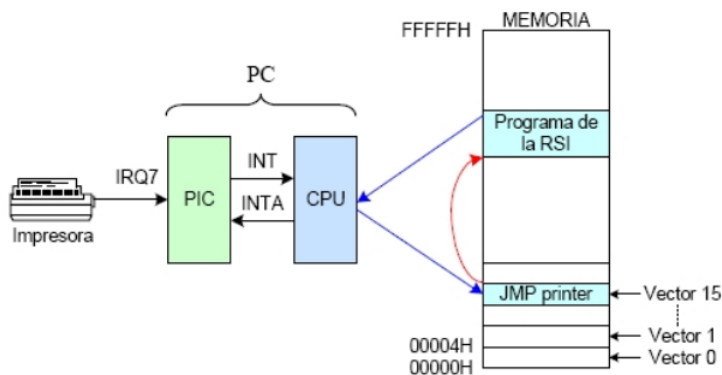 MEMORIA
FFFFFH
PC
Programa de
la RSI
IRQ7
INT
PIC
CPU
INTA
Impresora
JMP printer
Vector 15
Vector 1
00004H
Vector 0
00000H